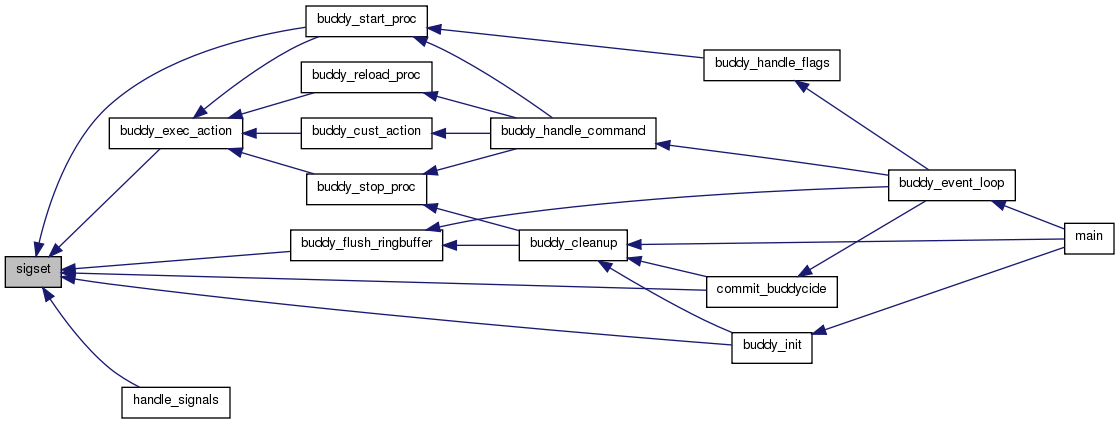 buddy_start_proc
buddy_handle_flags
buddy_reload_proc
buddy_exec_action
buddy_cust_action
buddy_handle_command
buddy_stop_proc
buddy_event_loop
buddy_flush_ringbuffer
buddy_cleanup
main
sigset
commit_buddycide
buddy_init
handle_signals